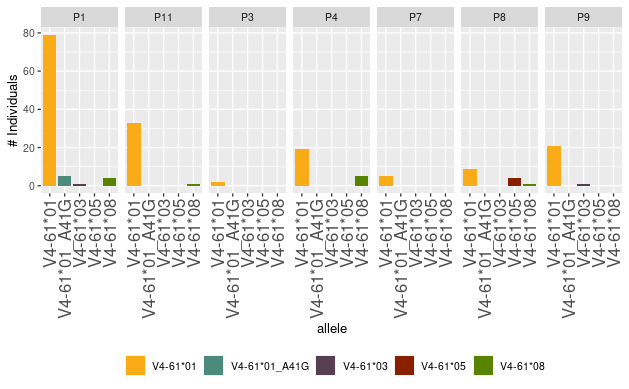 P1 P11 P3 P4 P7 P8 P9
# Individuals
80
60
40
20
0
V4-61*01 V4-61*01_A41G V4-61*03 V4-61*05 V4-61*08 V4-61*01 V4-61*01_A41G V4-61*03 V4-61*05 V4-61*08 V4-61*01 V4-61*01_A41G V4-61*03 V4-61*05 V4-61*08 V4-61*01 V4-61*01_A41G V4-61*03 V4-61*05 V4-61*08 V4-61*01 V4-61*01_A41G V4-61*03 V4-61*05 V4-61*08 V4-61*01 V4-61*01_A41G V4-61*03 V4-61*05 V4-61*08 V4-61*01 V4-61*01_A41G V4-61*03 V4-61*05 V4-61*08
allele
V4-61*01 V4-61*01_A41G V4-61*03 V4-61*05 V4-61*08